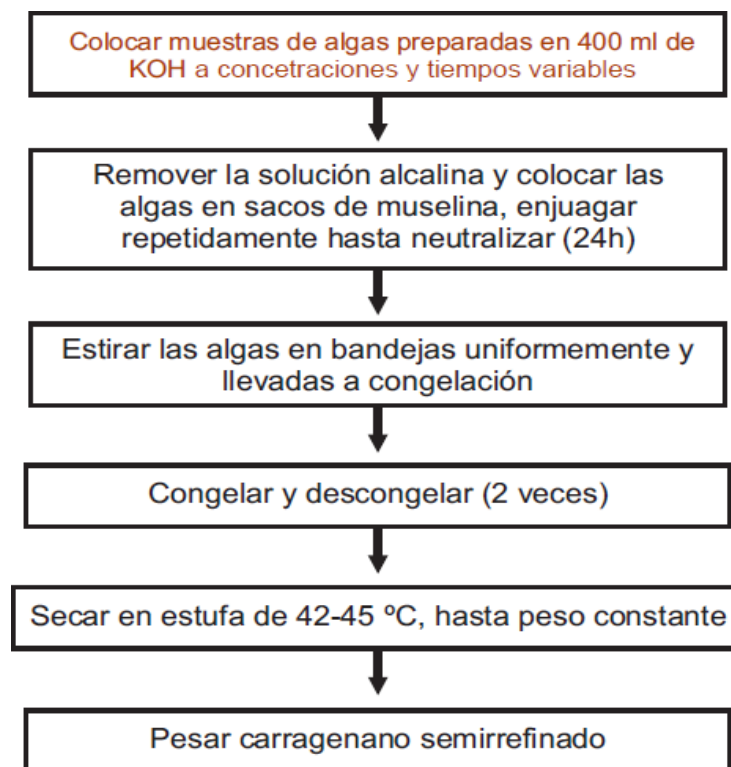 Colocar muestras de algas preparadas en 400 ml de
KOH a concetraciones y tiempos variables
Remover la solución alcalina y colocar las
algas en sacos de muselina, enjuagar
repetidamente hasta neutralizar (24h)
Estirar las algas en bandejas uniformemente y
llevadas a congelación
Congelar y descongelar (2 veces)
Secar en estufa de 42-45 ºC, hasta peso constante
Pesar carragenano semirrefinado